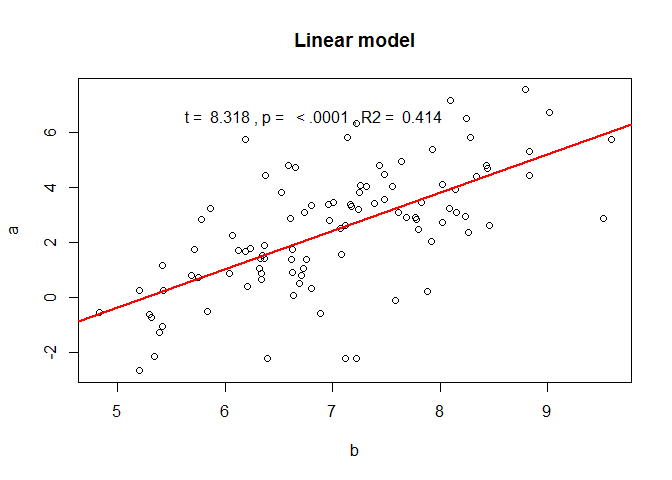 Linear model
t = 8.318 , p = < .0001 , R2 = 0.414
a
6
4
2
0
-2
5 6 7 8 9
b